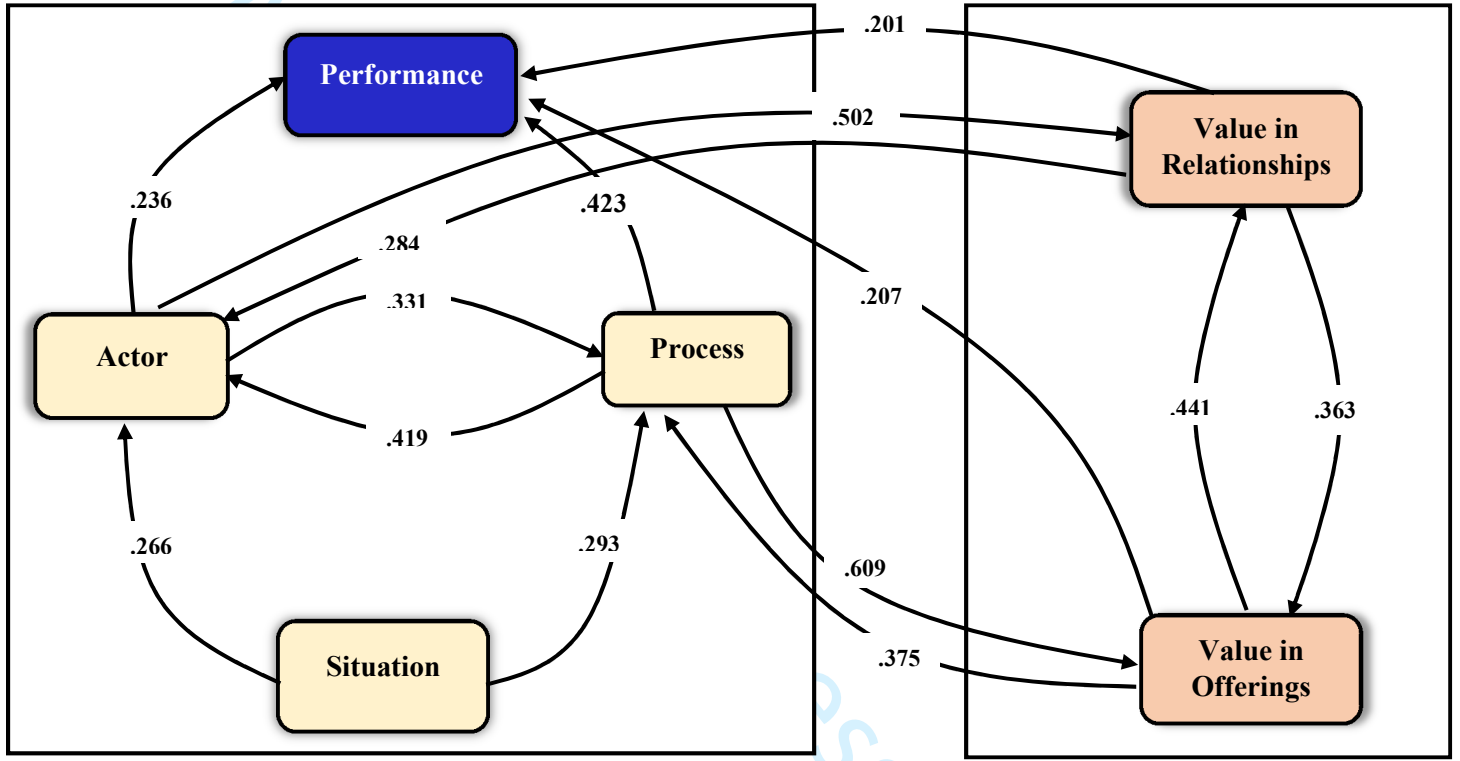 .201
Performance
.502
Value in
Relationships
.236
.423
.284
.207
.331
Actor
Process
.441
.363
.419
.266
.293
.609
Situation
.375
Value in
Offerings